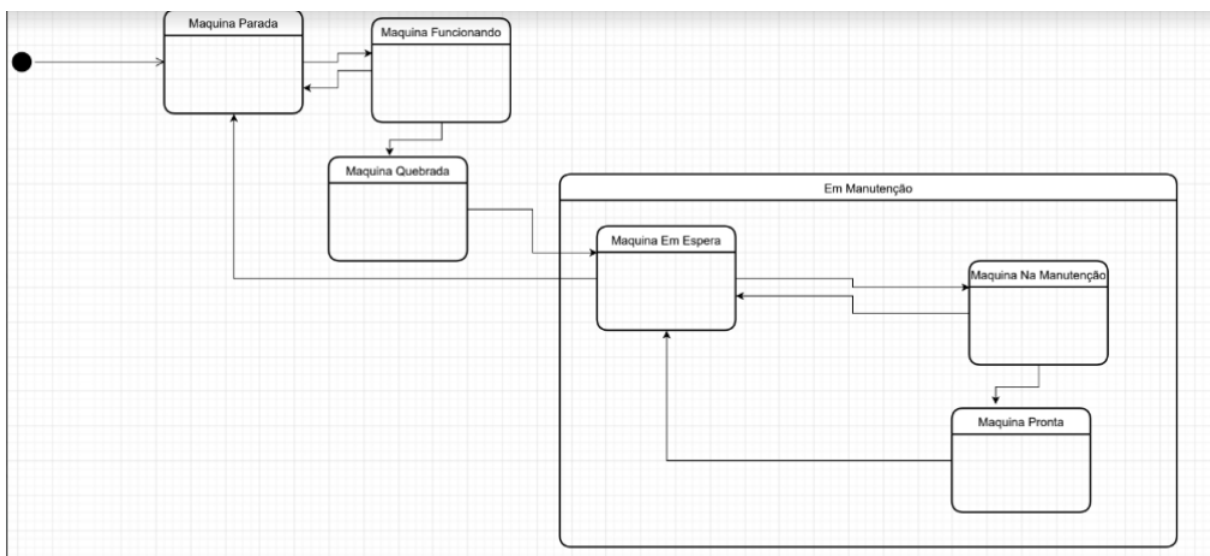 Maquina Parada
Maquina Funcionando
Maquina Quebrada
Em Manutenção
Maquina Em Espera
Maquina Na Manutenção
Maquina Pronta